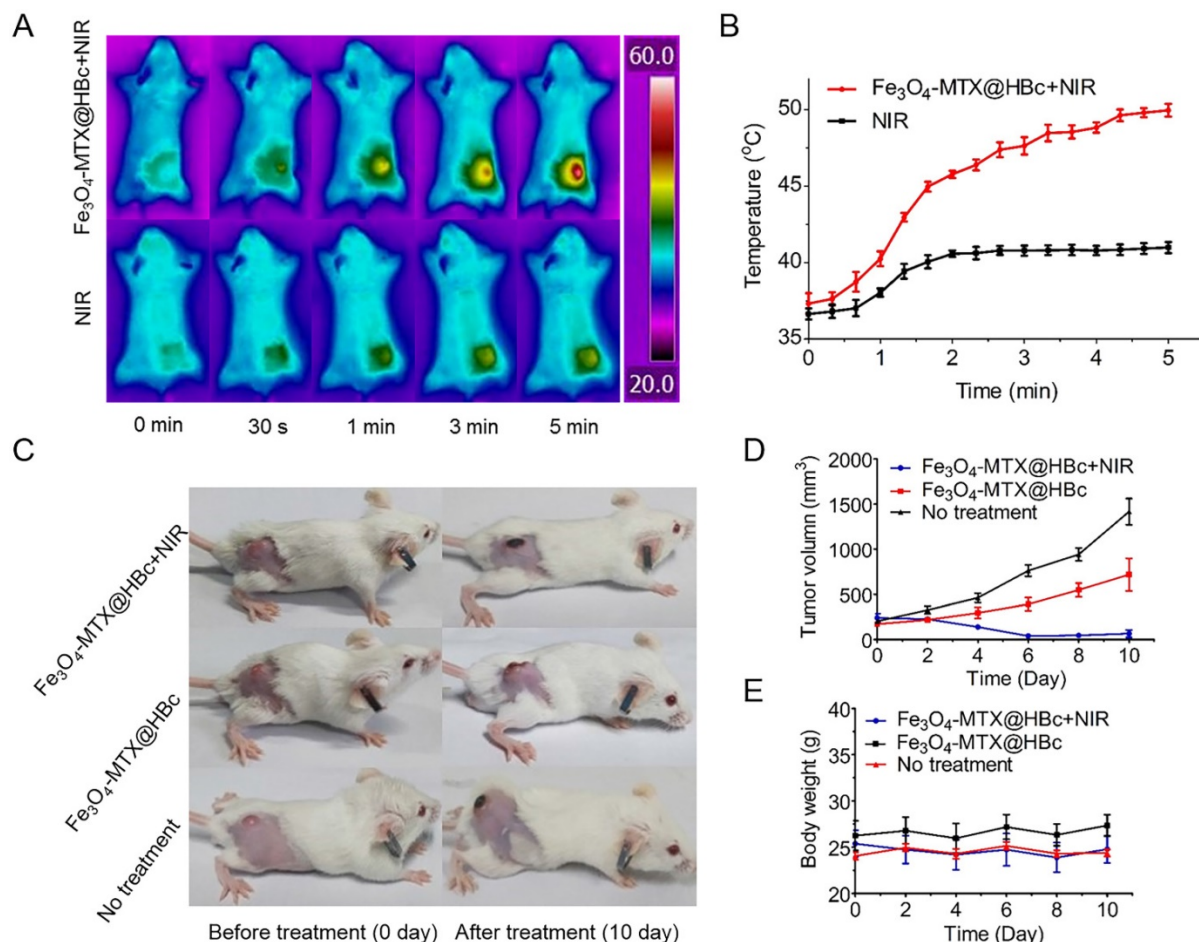 A
Fe₃O₄-MTX@HBc+NIR
NIR
60.0
20.0
0 min 30 s 1 min 3 min 5 min
B
Fe₃O₄-MTX@HBc+NIR
NIR
Temperature (°C)
50
45
40
35
0 1 2 3 4 5
Time (min)
C
Fe₃O₄-MTX@HBc+NIR
Fe₃O₄-MTX@HBc
No treatment
Before treatment (0 day) After treatment (10 day)
D
Fe₃O₄-MTX@HBc+NIR
Fe₃O₄-MTX@HBc
No treatment
Tumor volumn (mm³)
2000
1500
1000
500
0
0 2 4 6 8 10
Time (Day)
E
Fe₃O₄-MTX@HBc+NIR
Fe₃O₄-MTX@HBc
No treatment
Body weight (g)
40
35
30
25
20
0 2 4 6 8 10
Time (Day)